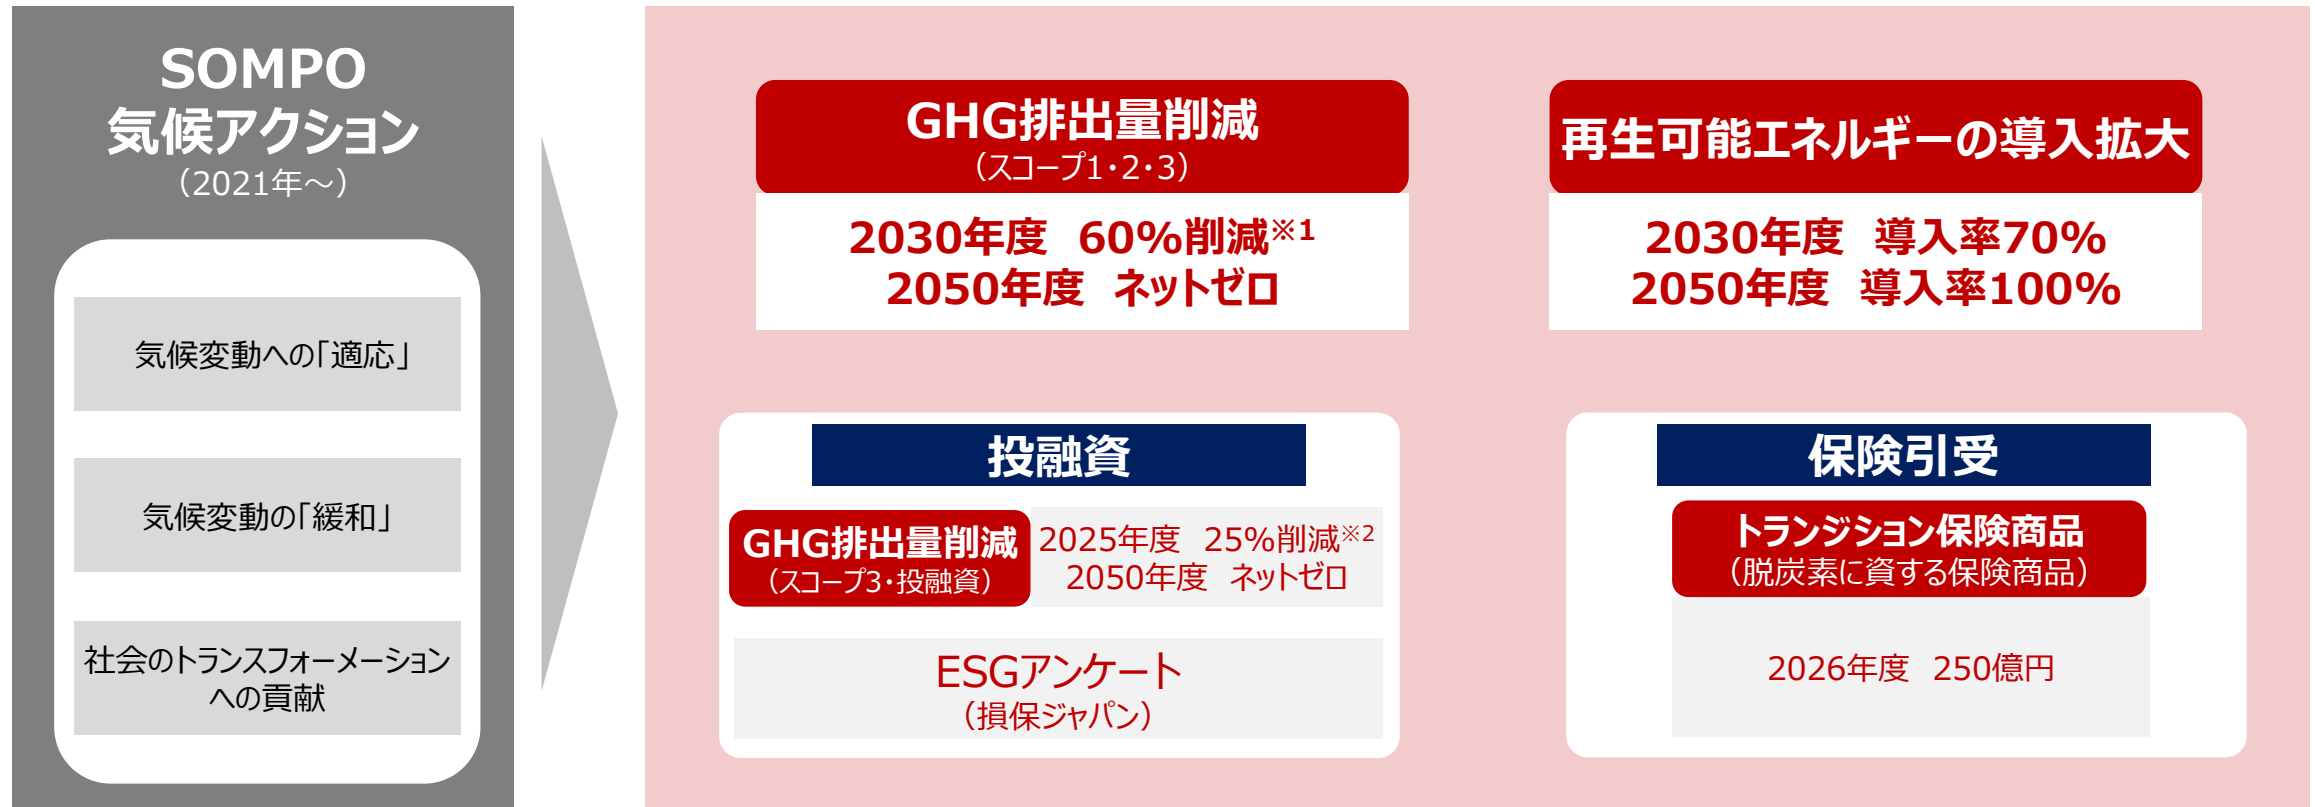 SOMPO
気候アクション
（2021年～）
気候変動への「適応」
気候変動の「緩和」
社会のトランスフォーメーション
への貢献
GHG排出量削減
（スコープ1・2・3）
2030年度　60%削減※1
2050年度　ネットゼロ
再生可能エネルギーの導入拡大
2030年度　導入率70%
2050年度　導入率100%
投融資
GHG排出量削減
（スコープ3・投融資）
2025年度　25%削減※2
2050年度　ネットゼロ
ESGアンケート
（損保ジャパン）
保険引受
トランジション保険商品
（脱炭素に資する保険商品）
2026年度　250億円